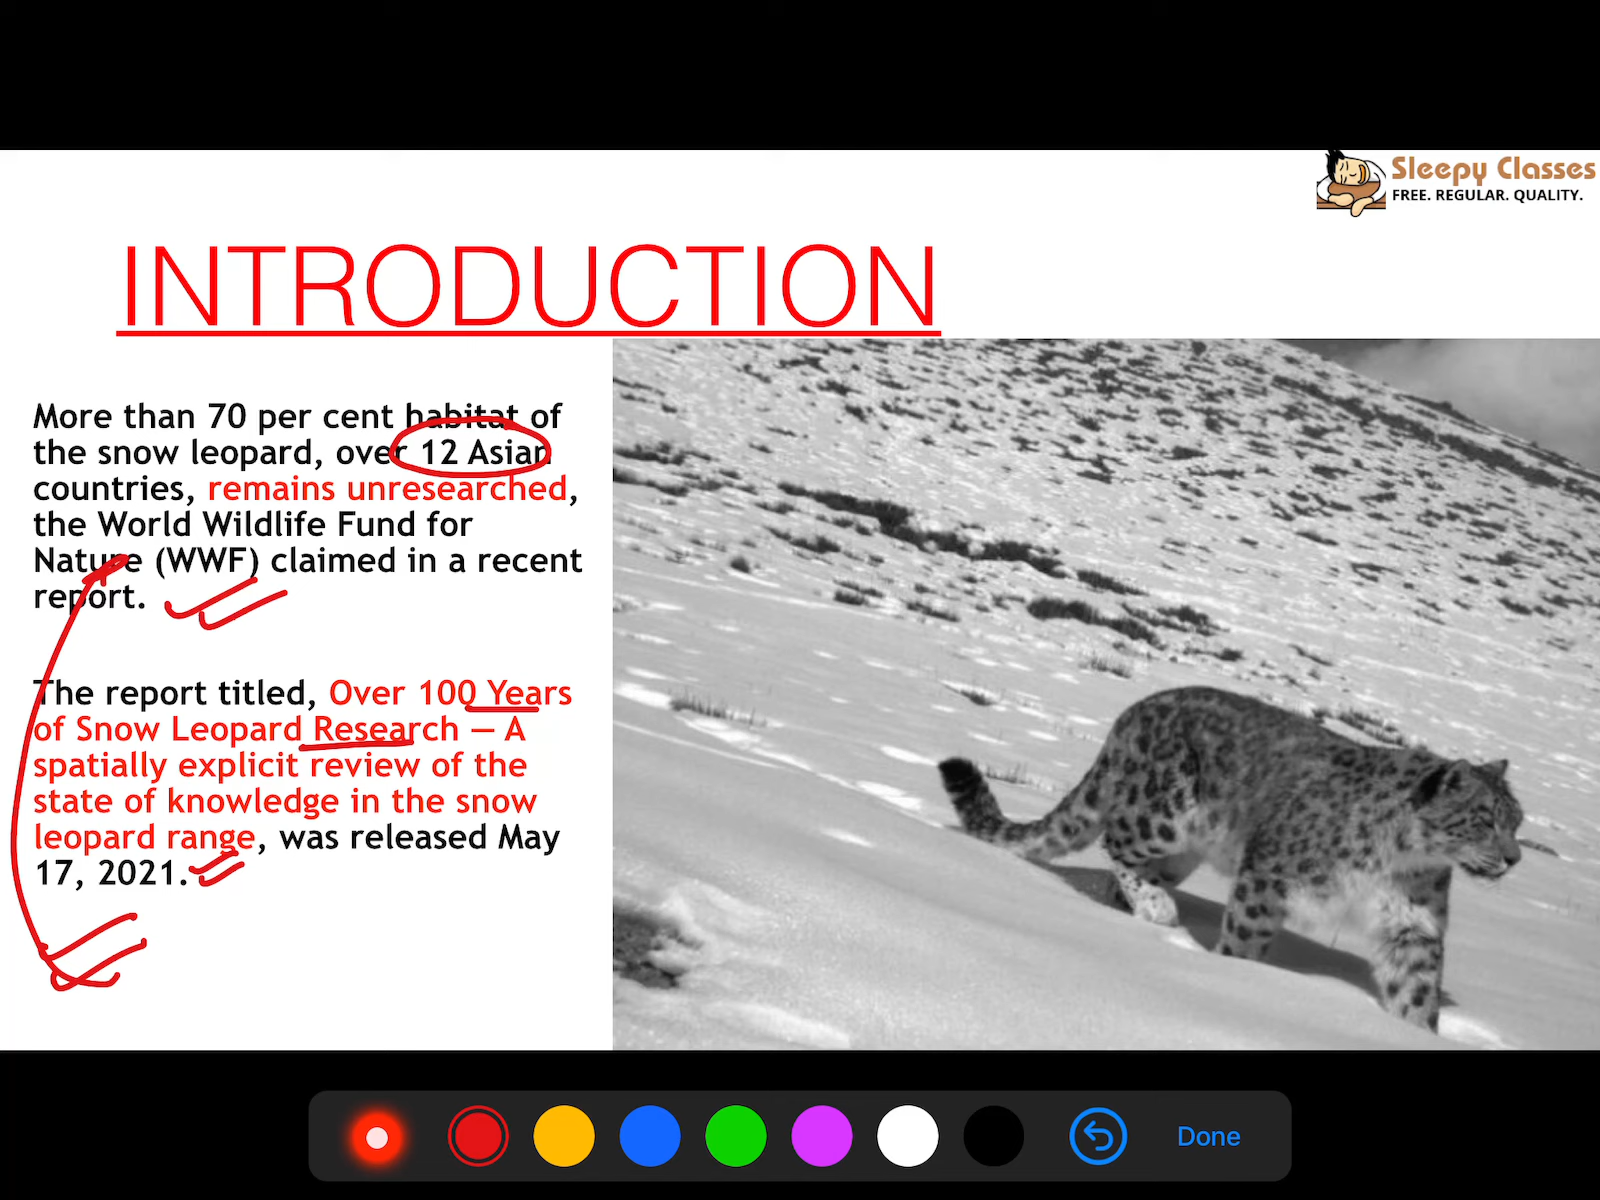 Sleepy Classes
FREE. REGULAR. QUALITY.
INTRODUCTION
More than 70 per cent habitat of
the snow leopard, over 12 Asian
countries, remains unresearched,
the World Wildlife Fund for
Nature (WWF) claimed in a recent
report.
The report titled, Over 100 Years
of Snow Leopard Research — A
spatially explicit review of the
state of knowledge in the snow
leopard range, was released May
17, 2021.
Done